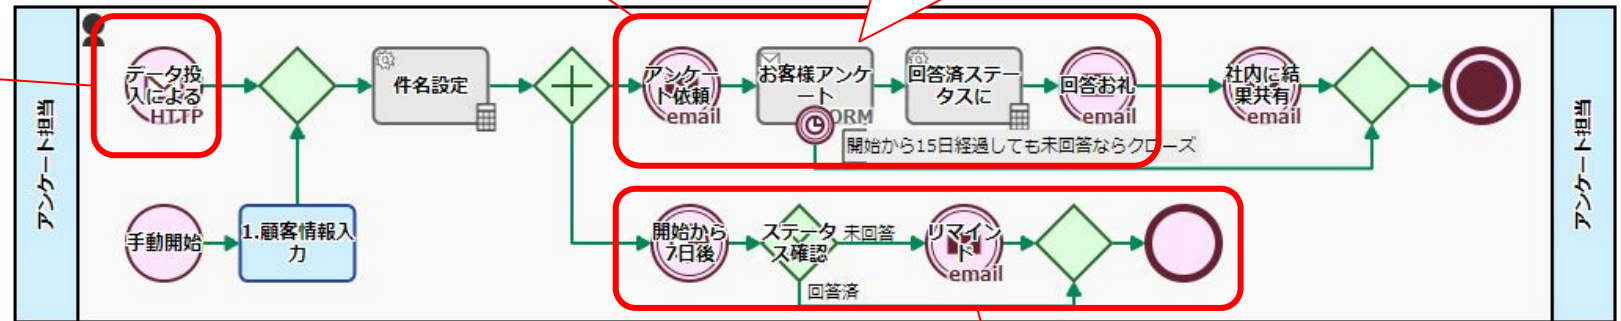 アンケート担当
データ投
入による
HTTP
件名設定
アンケー
ト依頼
email
お客様アンケ
ート
FORM
開始から15日経過しても未回答ならクローズ
回答済ステー
タスに
回答お礼
email
社内に結
果共有
email
手動開始
1.顧客情報入
力
開始から
7日後
ステータ
ス確認
未回答
回答済
リマイン
ド
email
アンケート担当